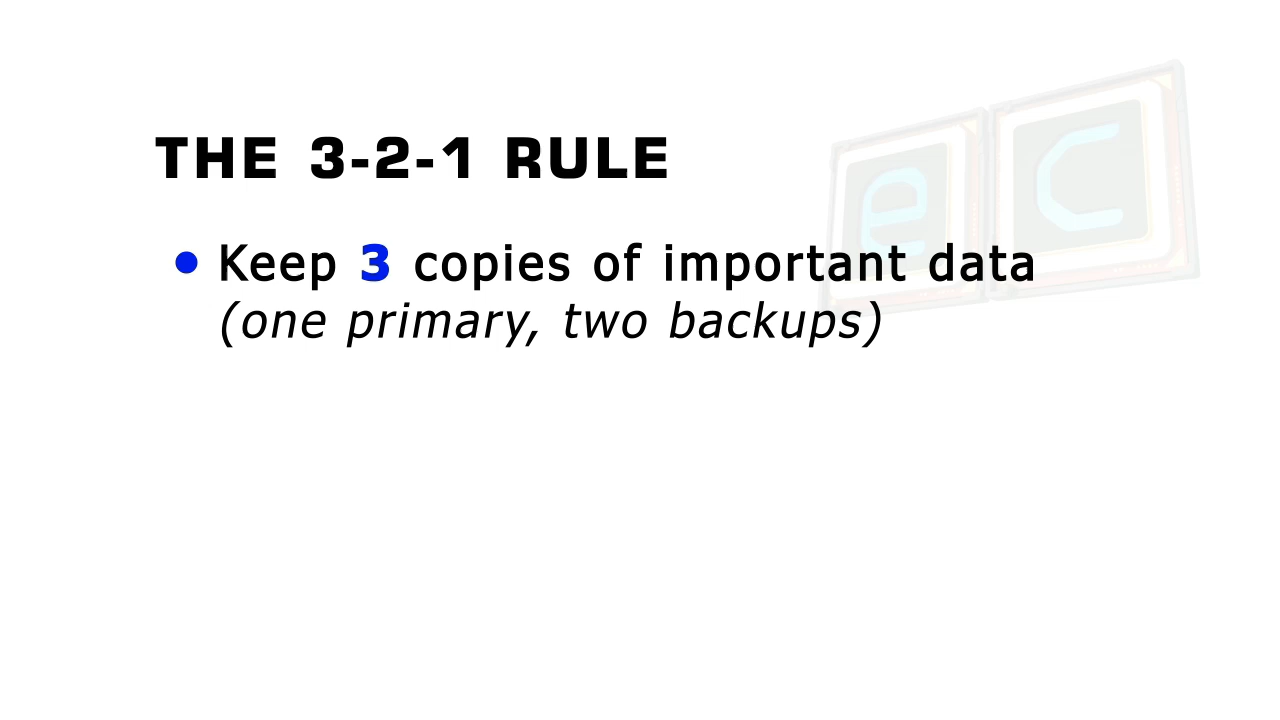 THE 3-2-1 RULE
e c
• Keep 3 copies of important data
(one primary, two backups)